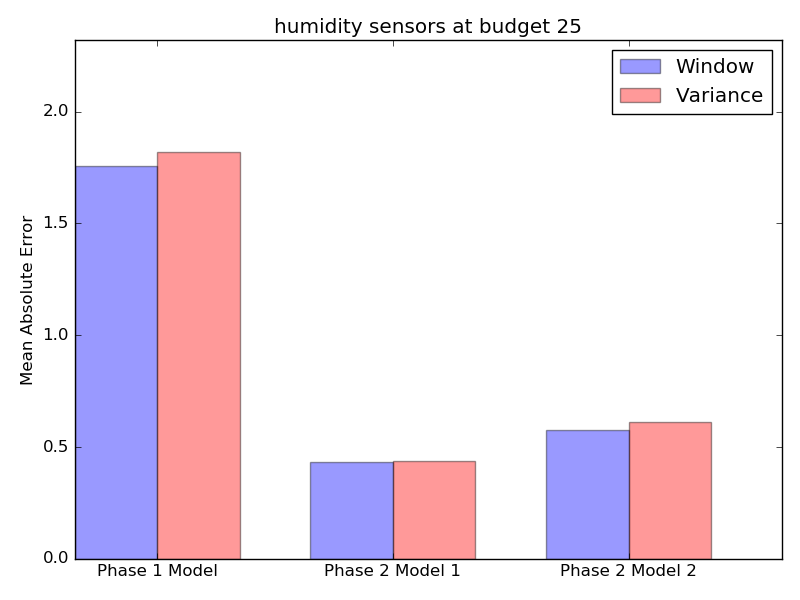 humidity sensors at budget 25
Window
Variance
Mean Absolute Error
2.0
1.5
1.0
0.5
0.0
Phase 1 Model
Phase 2 Model 1
Phase 2 Model 2